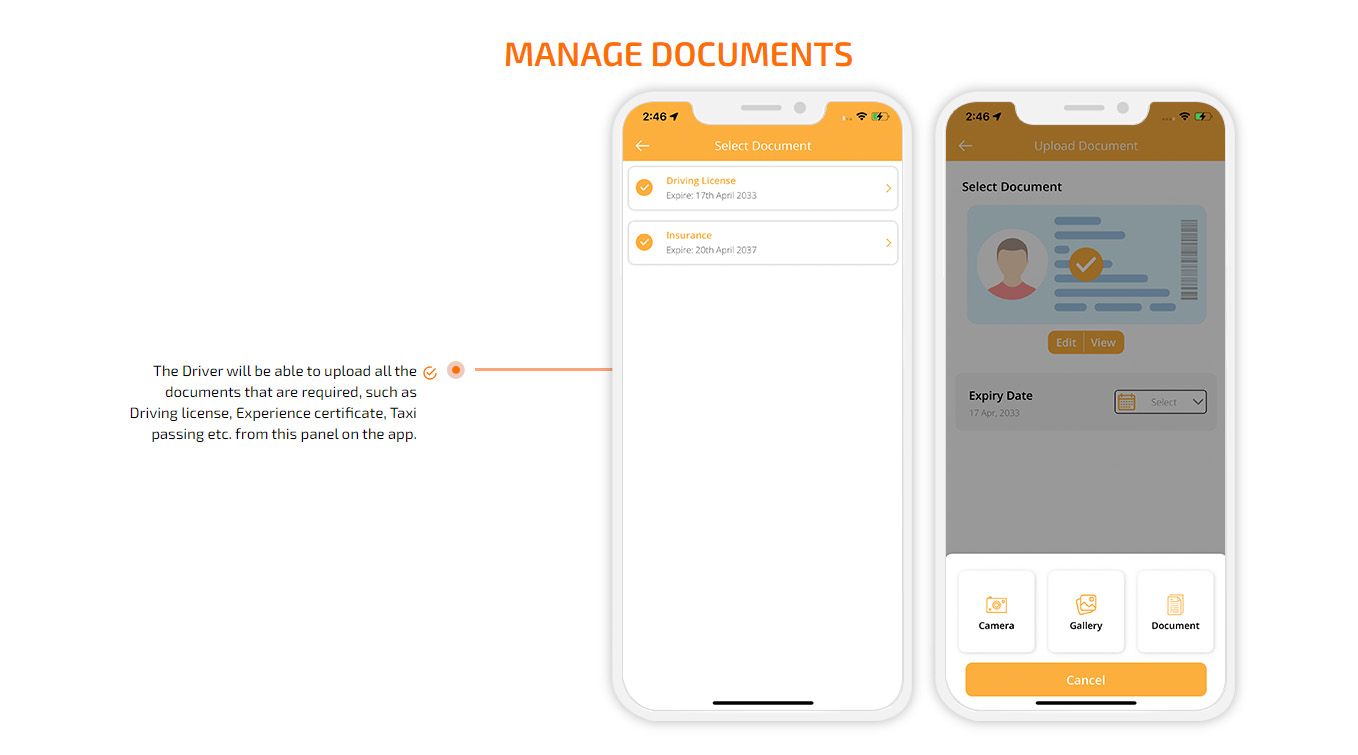 MANAGE DOCUMENTS
The Driver will be able to upload all the
documents that are required, such as
Driving license, Experience certificate, Taxi
passing etc. from this panel on the app.
2:46
Select Document
Driving License
Expire: 17th April 2033
Insurance
Expire: 20th April 2037
2:46
Upload Document
Select Document
Edit View
Expiry Date
17 Apr, 2033
Select
Camera Gallery Document
Cancel